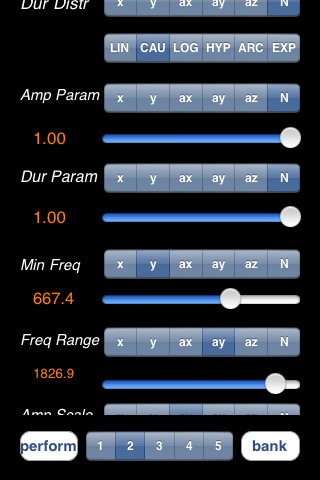 Dur Distr x y ax ay az N
LIN CAU LOG HYP ARC EXP
Amp Param x y ax ay az N
1.00
Dur Param x y ax ay az N
1.00
Min Freq x y ax ay az N
667.4
Freq Range x y ax ay az N
1826.9
Amp Scale
perform 1 2 3 4 5 bank